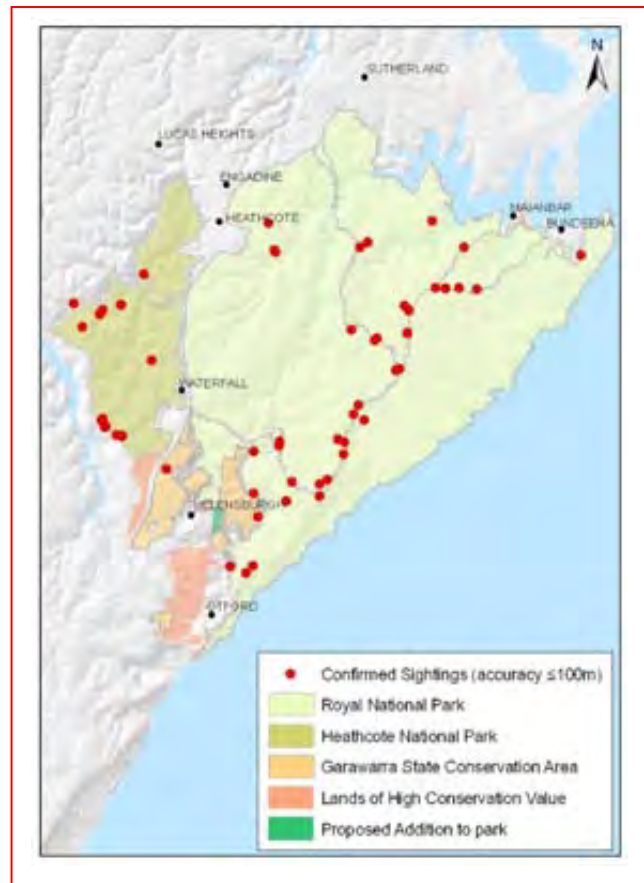 N
SUTHERLAND
LUCAS HEIGHTS
ENGADINE
HEATHCOTE
MAIANBAR
BUNDEENA
WATERFALL
HELENSBURGH
OTFORD
Confirmed Sightings (accuracy ≤100m)
Royal National Park
Heathcote National Park
Garawarra State Conservation Area
Lands of High Conservation Value
Proposed Addition to park